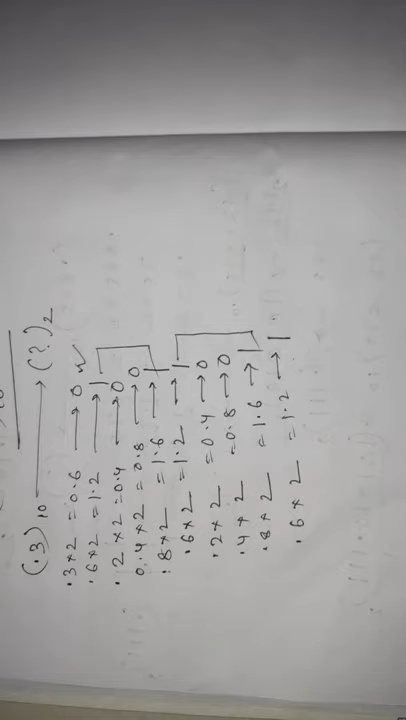 (.3)10 → (?)2
.3×2 = 0.6 → 0 ✓
.6×2 = 1.2 → 1
.2×2 = 0.4 → 0
0.4×2 = 0.8 → 0
.8×2 = 1.6 → 1
.6×2 = 1.2 → 1
.2×2 = 0.4 → 0
.4×2 = 0.8 → 0
.8×2 = 1.6 → 1
.6×2 = 1.2 → 1